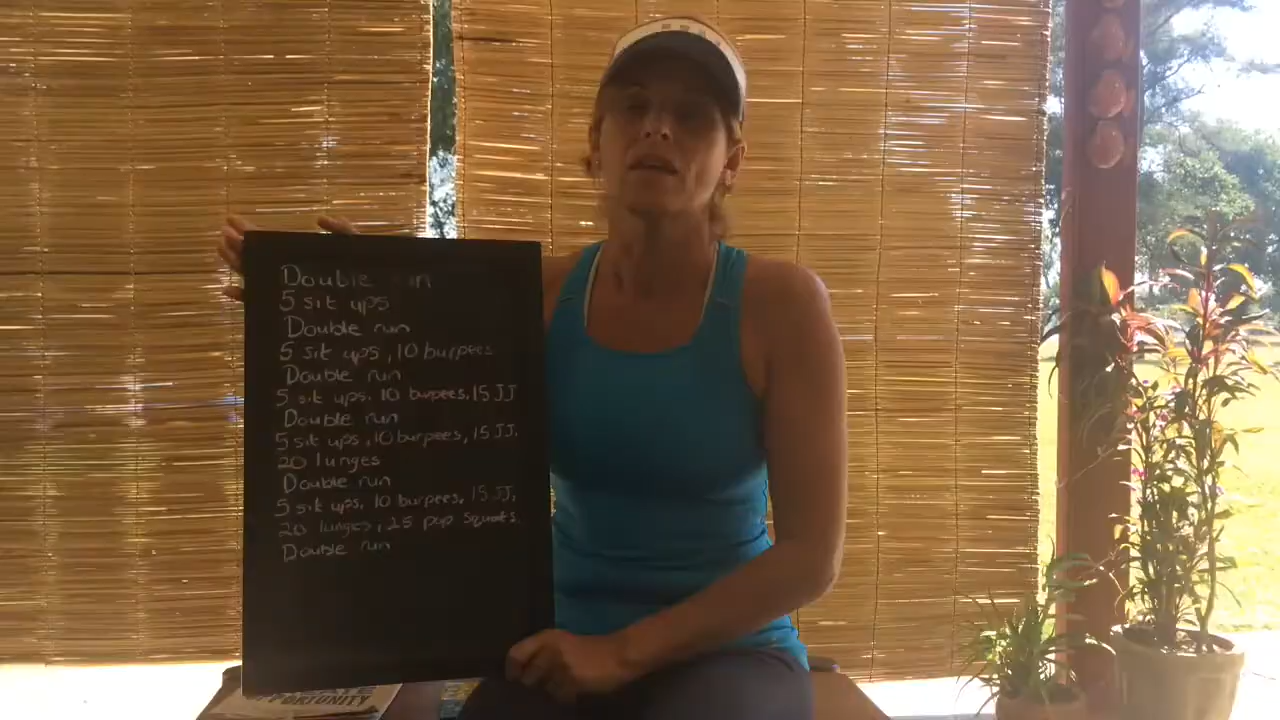 Double
5 sit ups
Double run
5 sit ups, 10 burpees
Double run
5 sit ups, 10 burpees, 15 JJ
Double run
5 sit ups, 10 burpees, 15 JJ,
20 lunges
Double run
5 sit ups, 10 burpees, 15 JJ,
20 lunges, 25 pop squats.
Double run
OPPORTUNITY